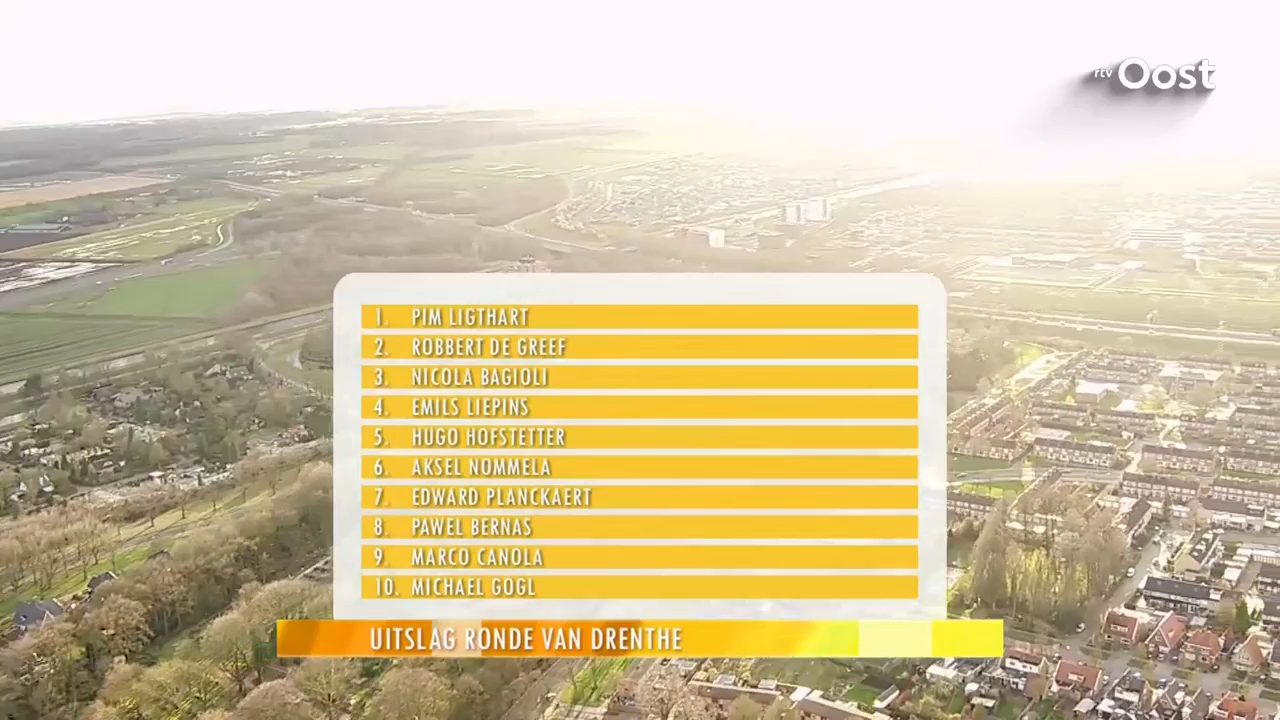 rtv Oost
1. PIM LIGTHART
2. ROBBERT DE GREEF
3. NICOLA BAGIOLI
4. EMILS LIEPINS
5. HUGO HOFSTETTER
6. AKSEL NOMMELA
7. EDWARD PLANCKAERT
8. PAWEL BERNAS
9. MARCO CANOLA
10. MICHAEL GOGL
UITSLAG RONDE VAN DRENTHE